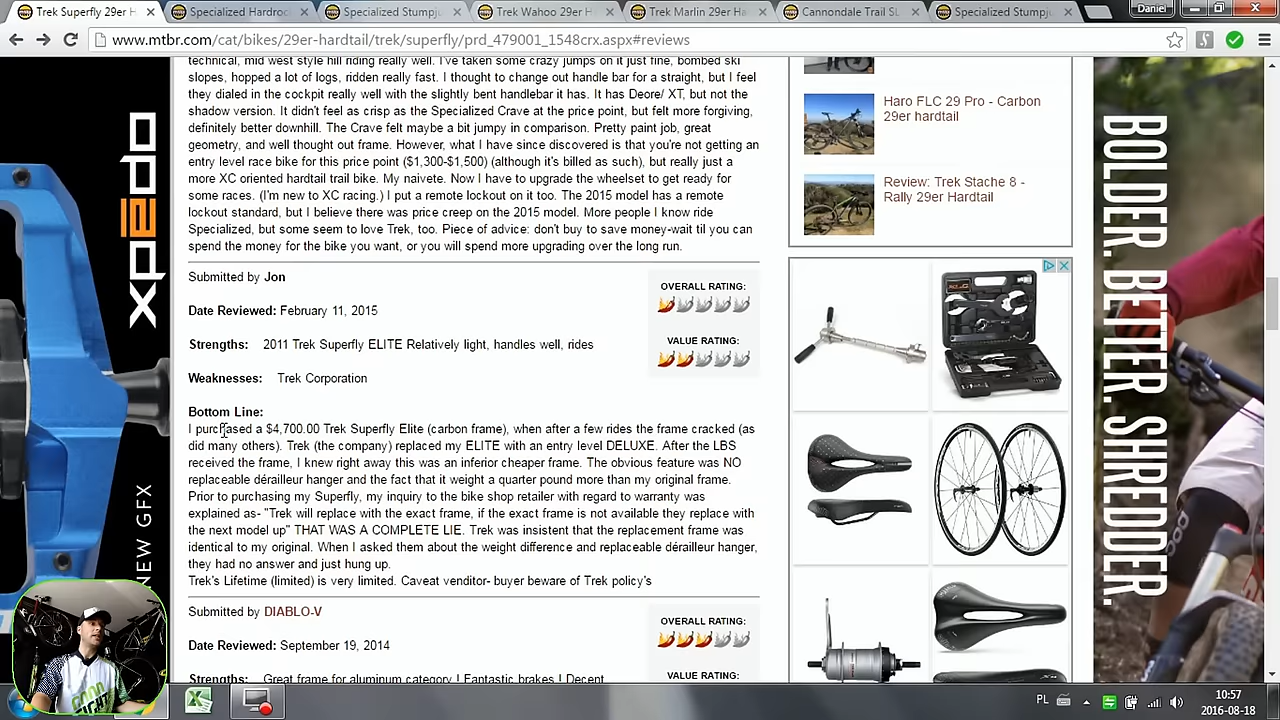 Trek Superfly 29er H
Specialized Hardrock
Specialized Stumpju
Trek Wahoo 29er H
Trek Marlin 29er Ha
Cannondale Trail SL
Specialized Stumpju
Daniel
www.mtbr.com/cat/bikes/29er-hardtail/trek/superfly/prd_479001_1548crx.aspx#reviews
technical, mid west style hill riding really well. I've taken some crazy jumps on it just fine, bombed ski
slopes, hopped a lot of logs, ridden really fast. I thought to change out handle bar for a straight, but I feel
they dialed in the cockpit really well with the slightly bent handlebar it has. It has Deore/ XT, but not the
shadow version. It didn't feel as crisp as the Specialized Crave at the price point, but felt more forgiving,
definitely better downhill. The Crave felt maybe a bit jumpy in comparison. Pretty paint job, great
geometry, and well thought out frame. However what I have since discovered is that you're not getting an
entry level race bike for this price point ($1,300-$1,500) (although it's billed as such), but really just a
more XC oriented hardtail trail bike. My naivete. Now I have to upgrade the wheelset to get ready for
some races. (I'm new to XC racing.) I put a remote lockout on it too. The 2015 model has a remote
lockout standard, but I believe there was price creep on the 2015 model. More people I know ride
Specialized, but some seem to love Trek too. Piece of advice: don't buy to save money-wait til you can
spend the money for the bike you want, or you will spend more upgrading over the long run.
Submitted by Jon
OVERALL RATING:
Date Reviewed: February 11, 2015
VALUE RATING:
Strengths: 2011 Trek Superfly ELITE Relatively light, handles well, rides
Weaknesses: Trek Corporation
Bottom Line:
I purchased a $4,700.00 Trek Superfly Elite (carbon frame), when after a few rides the frame cracked (as
did many others). Trek (the company) replaced my ELITE with an entry level DELUXE. After the LBS
received the frame, I knew right away this was an inferior cheaper frame. The obvious feature was NO
replaceable dérailleur hanger and the fact it weight a quarter pound more than my original frame.
Prior to purchasing my Superfly, my inquiry to the bike shop retailer with regard to warranty was
explained as- "Trek will replace with the exact frame, if the exact frame is not available they replace with
the next model up" THAT WAS A COMPLETE LIE. Trek was insistent that the replacement frame was
identical to my original. When I asked them about the weight difference and replaceable dérailleur hanger,
they had no answer and just hung up.
Trek's Lifetime (limited) is very limited. Caveat venditor- buyer beware of Trek policy's
Submitted by DIABLO-V
OVERALL RATING:
Date Reviewed: September 19, 2014
Strengths: Great frame for aluminium category ! Fantastic brakes ! Decent
VALUE RATING:
Haro FLC 29 Pro - Carbon
29er hardtail
Review: Trek Stache 8 -
Rally 29er Hardtail
xpedo
NEW GFX
BOLDER. BETTER. SHREDDER.
PL
10:57
2016-08-18